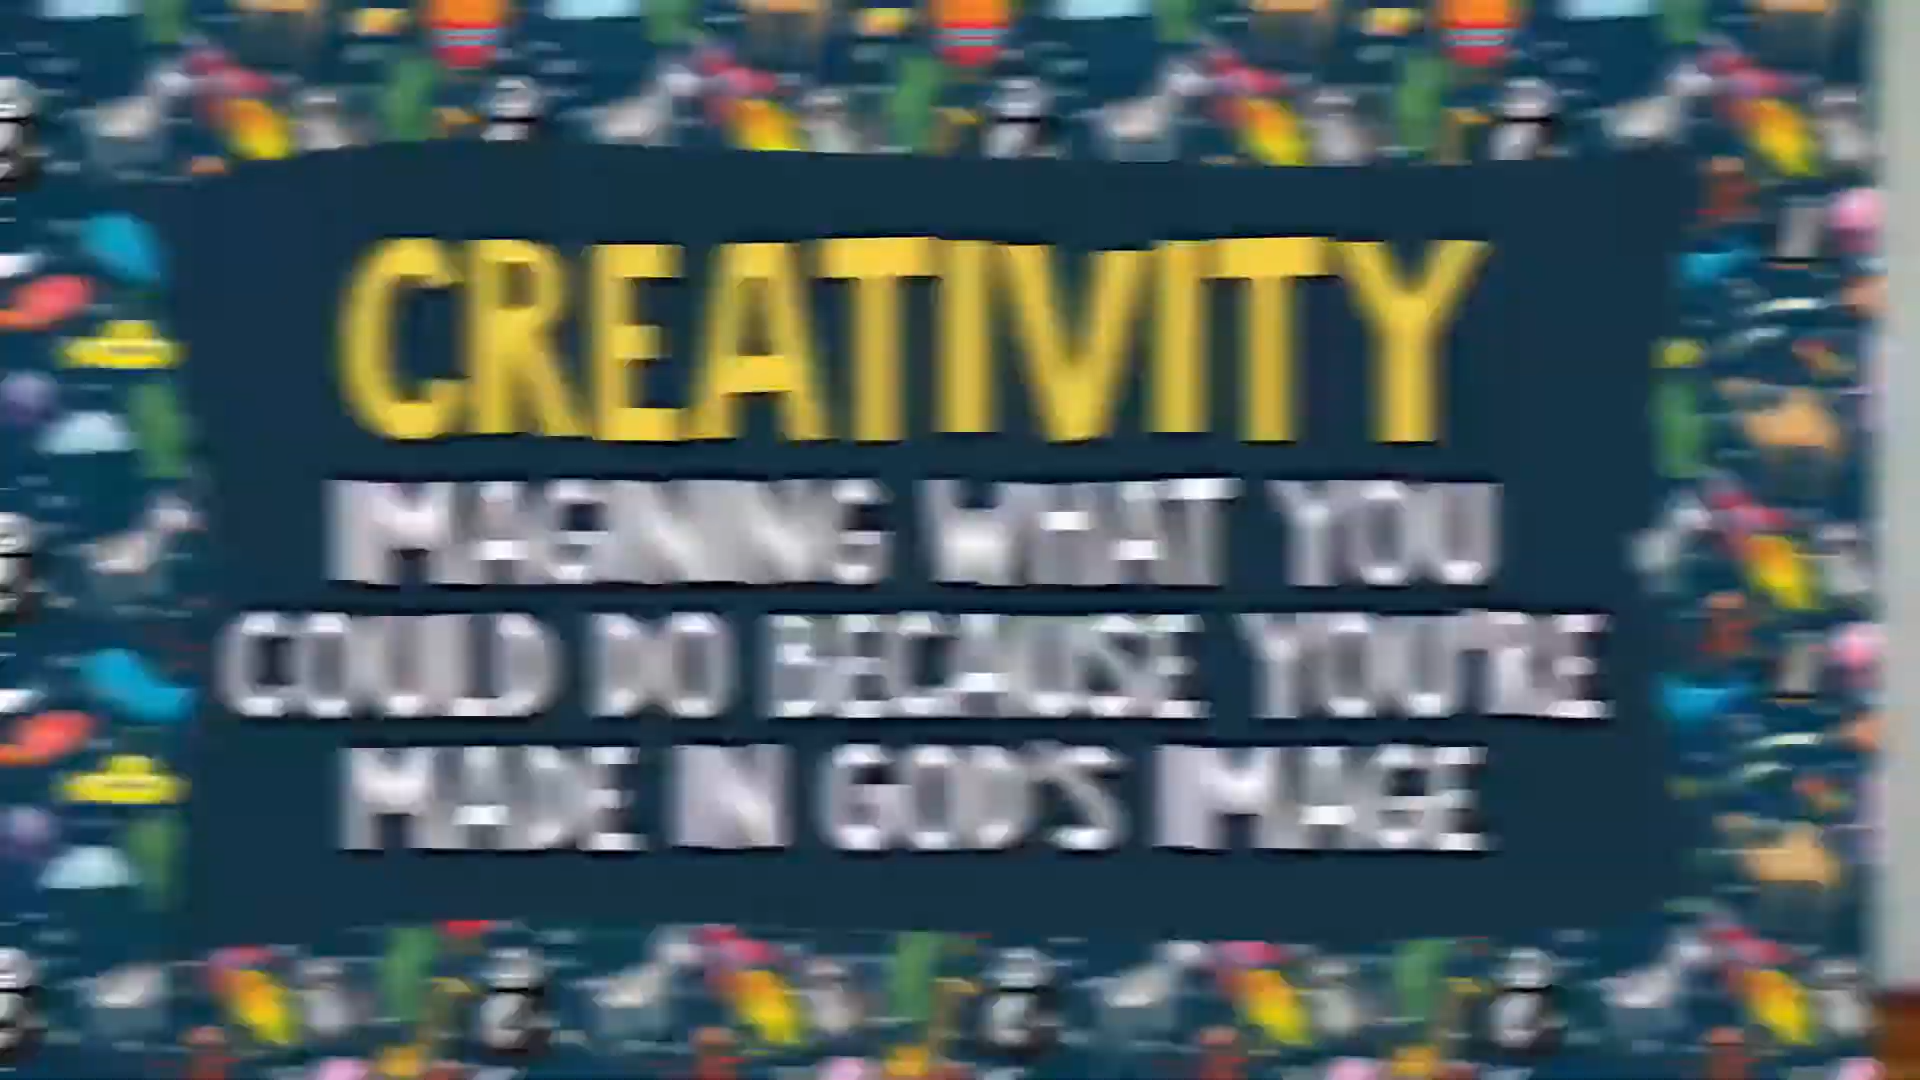 CREATIVITY
IMAGINING WHAT YOU
COULD DO BECAUSE YOU'RE
MADE IN GOD'S IMAGE